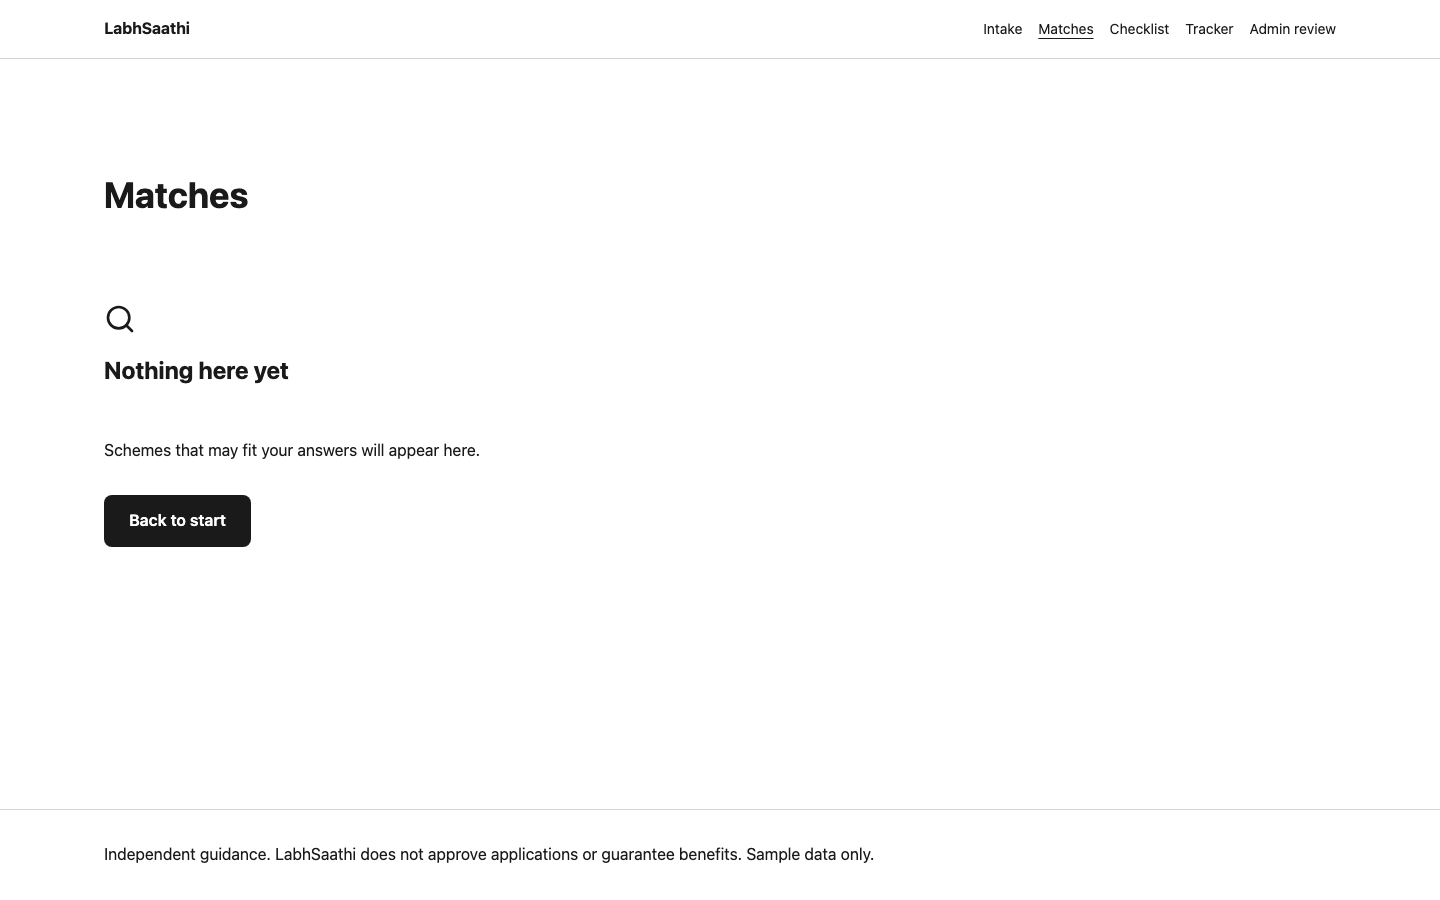 LabhSaathi
Intake
Matches
Checklist
Tracker
Admin review
Matches
Nothing here yet
Schemes that may fit your answers will appear here.
Back to start
Independent guidance. LabhSaathi does not approve applications or guarantee benefits. Sample data only.